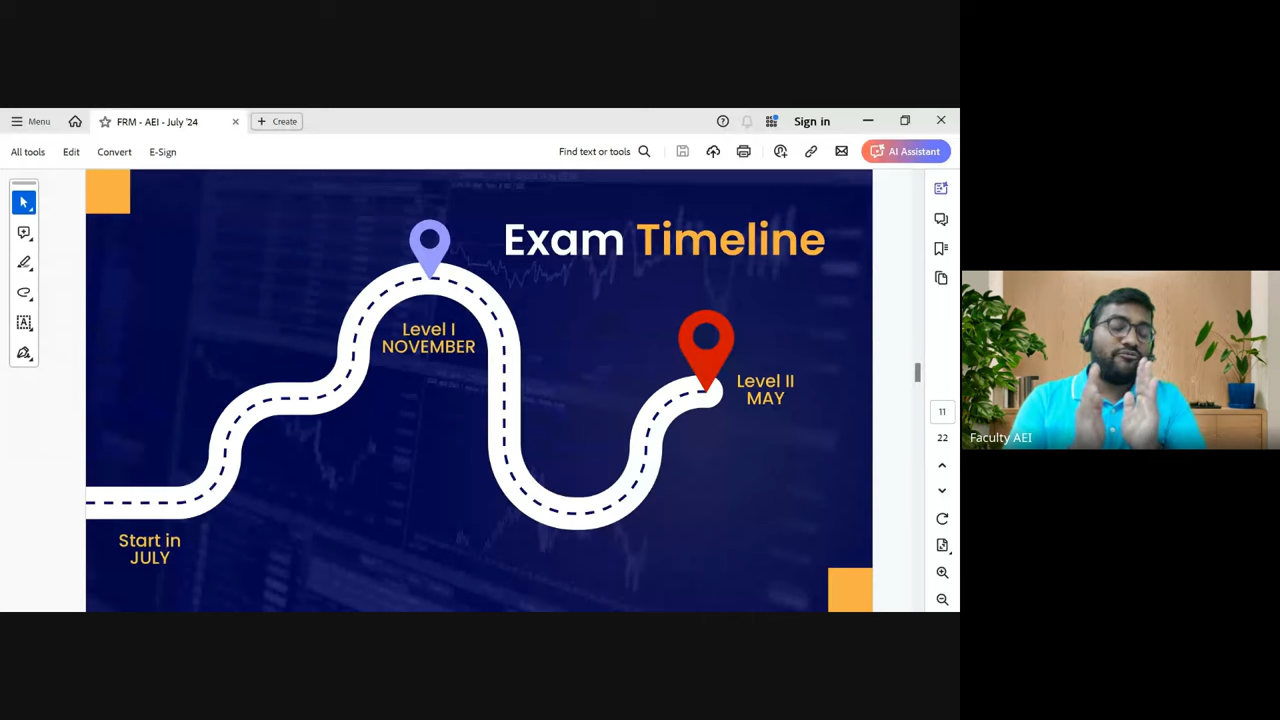 Menu
FRM - AEI - July '24
Create
Sign in
All tools
Edit
Convert
E-Sign
Find text or tools
AI Assistant
Exam Timeline
Level I
NOVEMBER
Level II
MAY
Start in
JULY
11
22
Faculty AEI